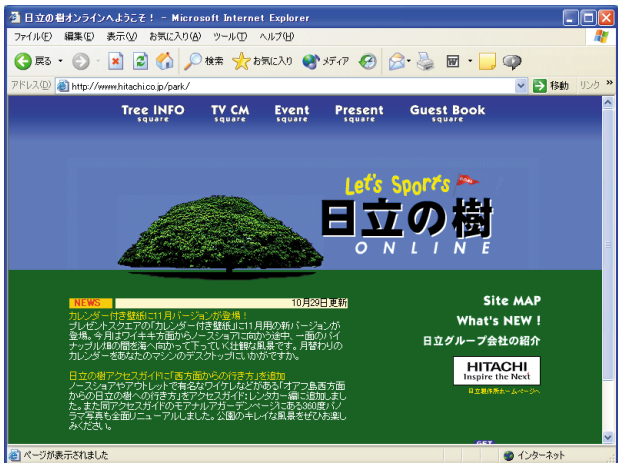 日立の樹オンラインへようこそ! - Microsoft Internet Explorer
ファイル(F) 編集(E) 表示(V) お気に入り(A) ツール(T) ヘルプ(H)
戻る 検索 お気に入り メディア
アドレス(D) http://www.hitachi.co.jp/park/ 移動 リンク »
Tree INFO TV CM Event Present Guest Book
square square square square square
Let's Sports
日立の樹
ONLINE
NEWS 10月29日更新
カレンダー付き壁紙に11月バージョンが登場!
プレゼントスクエアの「カレンダー付き壁紙」に11月用の新バージョンが
登場。今月はワイキキ方面からノースショアに向かう途中、一面のパイ
ナップル畑の間を海へ向かって下っていく壮観な風景です。月替わりの
カレンダーをあなたのマシンのデスクトップにいかがですか。
日立の樹アクセスガイドに「西方面からの行き方」を追加
ノースショアやアウトレットで有名なワイケレなどがある「オアフ島西方面
からの日立の樹への行き方」をアクセスガイド:レンタカー編に追加しまし
た。また同アクセスガイドのモアナルアガーデンページにある360度パノ
ラマ写真も全面リニューアルしました。公園のキレイな風景をぜひお楽し
みください。
Site MAP
What's NEW !
日立グループ会社の紹介
HITACHI
Inspire the Next
日立製作所ホームページへ
GET
ページが表示されました インターネット